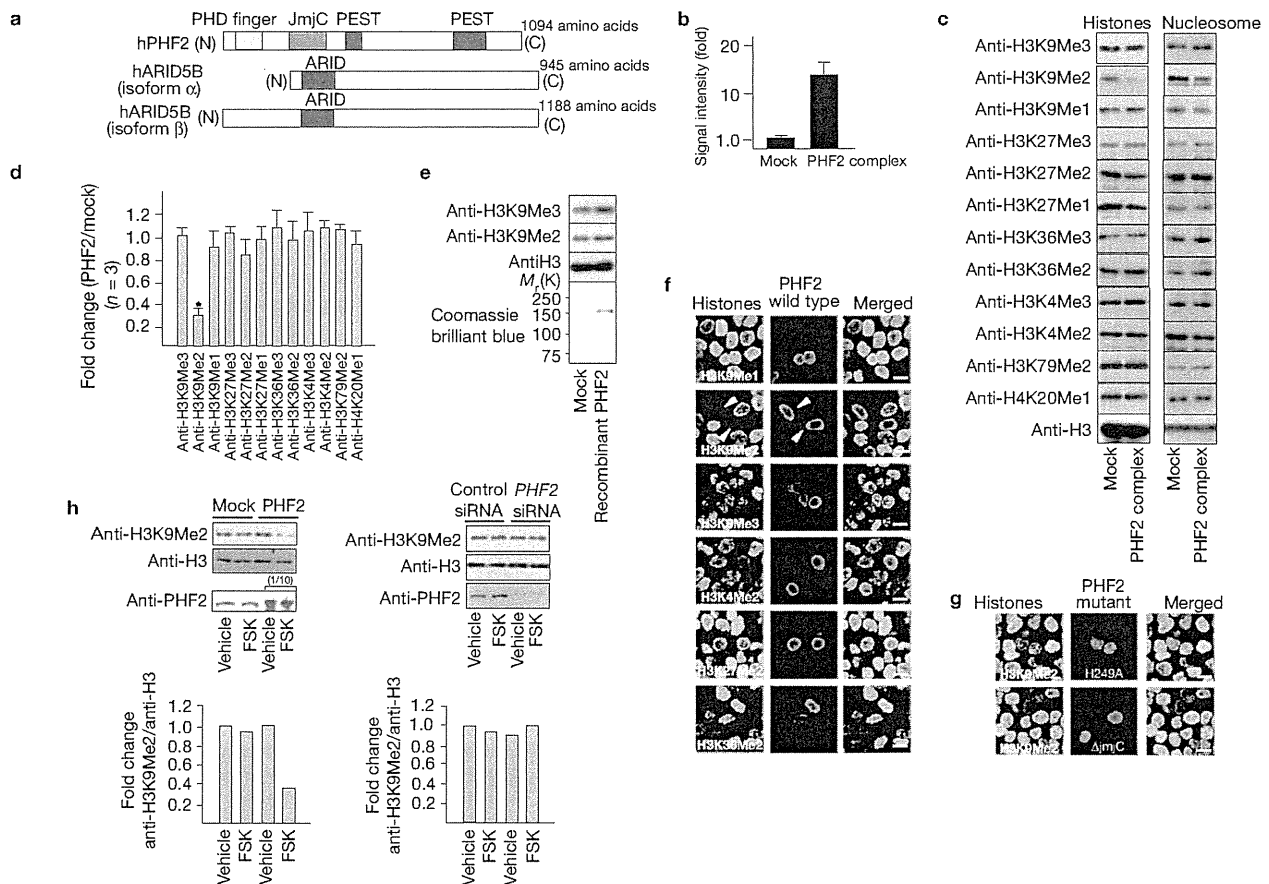 a
PHD finger JmjC PEST PEST
hPHF2 (N) 1094 amino acids (C)
hARID5B (isoform α) (N) ARID 945 amino acids (C)
hARID5B (isoform β) (N) ARID 1188 amino acids (C)
b
Signal intensity (fold)
20
10
1.0
Mock PHF2 complex
c
Histones Nucleosome
Anti-H3K9Me3
Anti-H3K9Me2
Anti-H3K9Me1
Anti-H3K27Me3
Anti-H3K27Me2
Anti-H3K27Me1
Anti-H3K36Me3
Anti-H3K36Me2
Anti-H3K4Me3
Anti-H3K4Me2
Anti-H3K79Me2
Anti-H4K20Me1
Anti-H3
Mock
PHF2 complex
Mock
PHF2 complex
d
Fold change (PHF2/mock)
(n = 3)
1.2
1.0
0.8
0.6
0.4
0.2
Anti-H3K9Me3
Anti-H3K9Me2
Anti-H3K9Me1
Anti-H3K27Me3
Anti-H3K27Me2
Anti-H3K27Me1
Anti-H3K36Me3
Anti-H3K36Me2
Anti-H3K4Me3
Anti-H3K4Me2
Anti-H3K79Me2
Anti-H4K20Me1
e
Anti-H3K9Me3
Anti-H3K9Me2
AntiH3
Mr(K)
250
150
100
75
Coomassie
brilliant blue
Mock
Recombinant PHF2
f
Histones PHF2 wild type Merged
H3K9Me1
H3K9Me2
H3K9Me3
H3K4Me2
H3K36Me2
g
Histones PHF2 mutant Merged
H3K9Me2 H249A
H3K9Me2 ΔjmjC
h
Mock PHF2
Anti-H3K9Me2
Anti-H3
(1/10)
Anti-PHF2
Vehicle
FSK
Vehicle
FSK
Fold change
anti-H3K9Me2/anti-H3
1.2
1.0
0.8
0.6
0.4
0.2
Vehicle
FSK
Vehicle
FSK
Control siRNA PHF2 siRNA
Anti-H3K9Me2
Anti-H3
Anti-PHF2
Vehicle
FSK
Vehicle
FSK
Fold change
anti-H3K9Me2/anti-H3
1.2
1.0
0.8
0.6
0.4
0.2
Vehicle
FSK
Vehicle
FSK